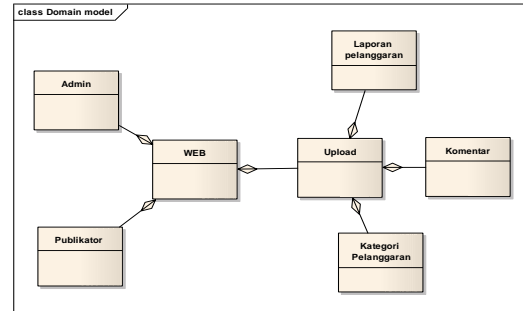 class Domain model
Laporan
pelanggaran
Admin
WEB
Upload
Komentar
Publikator
Kategori
Pelanggaran